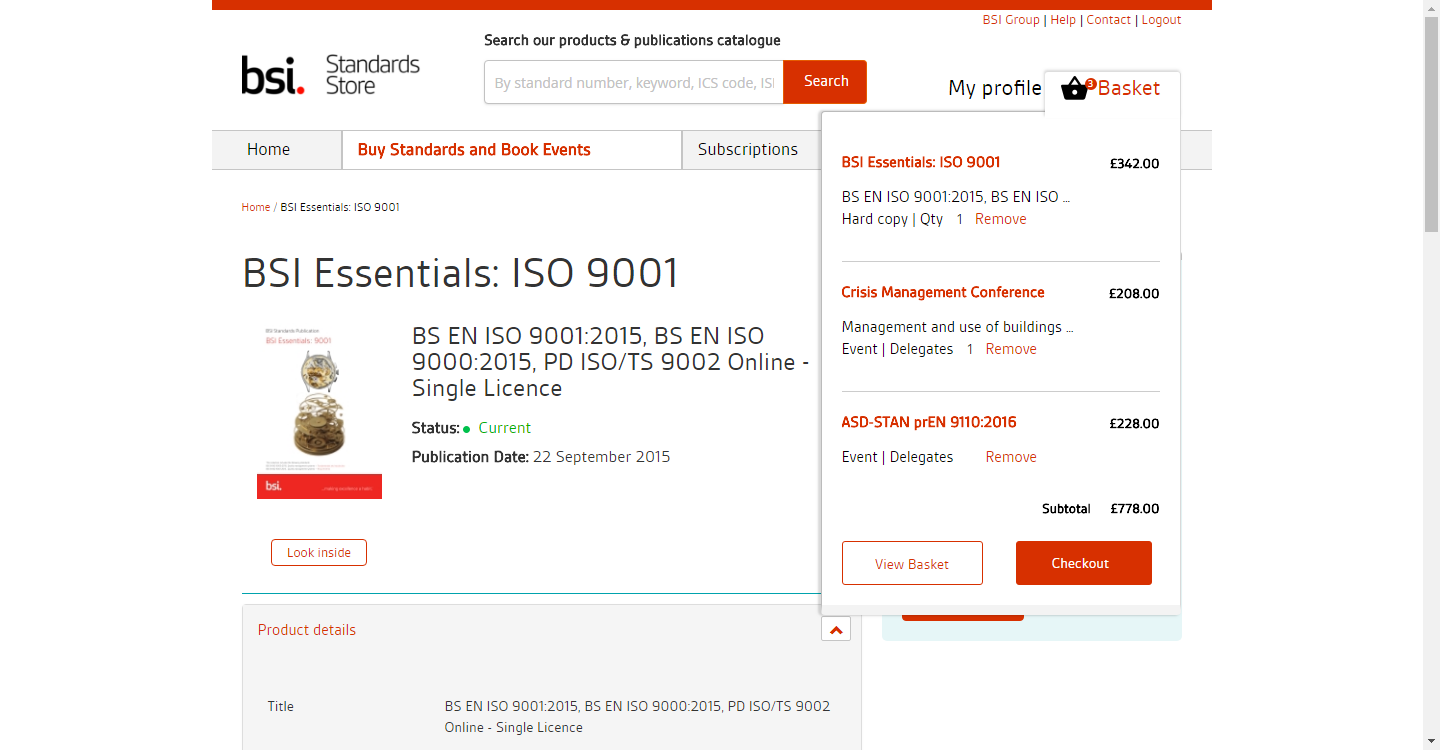 BSI Group | Help | Contact | Logout
Search our products & publications catalogue
bsi. Standards Store
By standard number, keyword, ICS code, ISI
Search
My profile
3
Basket
Home
Buy Standards and Book Events
Subscriptions
BSI Essentials: ISO 9001 £342.00
BS EN ISO 9001:2015, BS EN ISO ...
Hard copy | Qty 1 Remove
Crisis Management Conference £208.00
Management and use of buildings ...
Event | Delegates 1 Remove
ASD-STAN prEN 9110:2016 £228.00
Event | Delegates Remove
Subtotal £778.00
View Basket
Checkout
Home / BSI Essentials: ISO 9001
BSI Essentials: ISO 9001
BSI Standards Publication
BSI Essentials: 9001
bsi.
BS EN ISO 9001:2015, BS EN ISO
9000:2015, PD ISO/TS 9002 Online -
Single Licence
Status: Current
Publication Date: 22 September 2015
Look inside
Product details
Title
BS EN ISO 9001:2015, BS EN ISO 9000:2015, PD ISO/TS 9002
Online - Single Licence